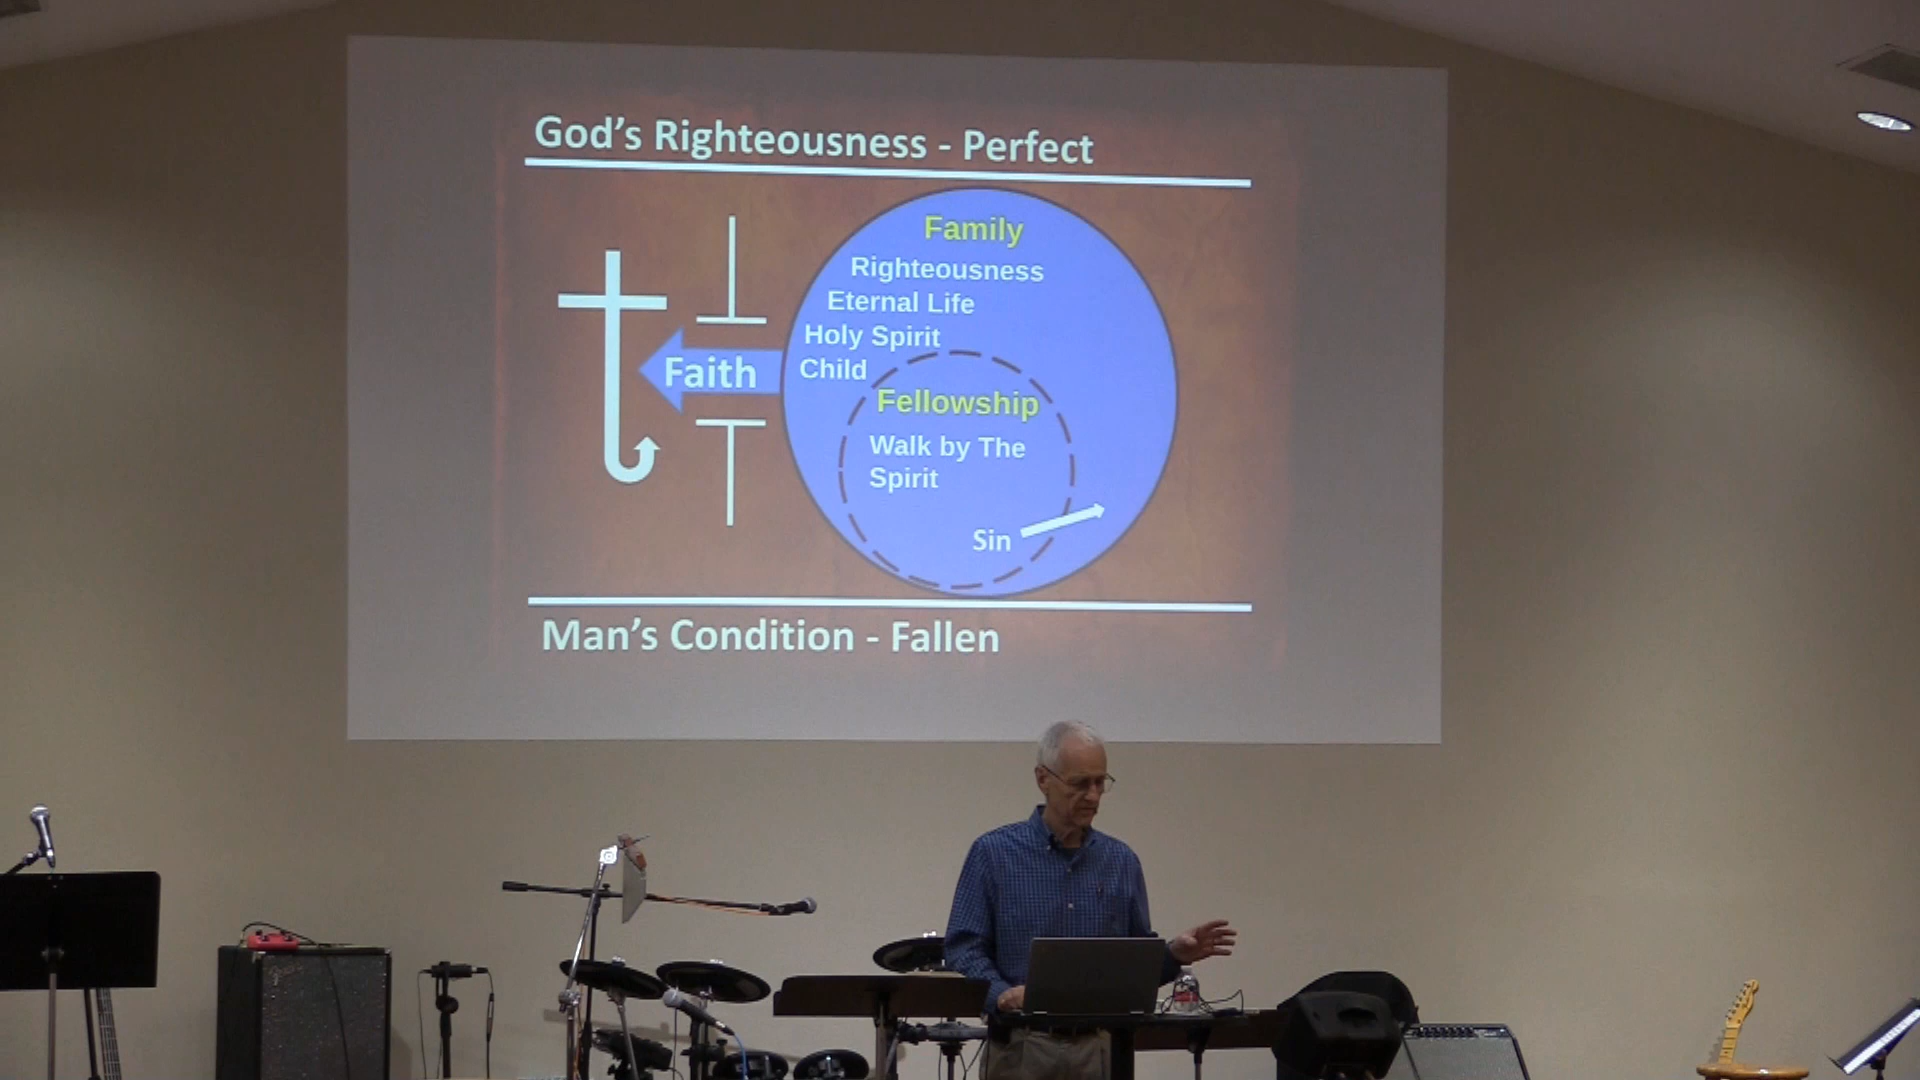 God's Righteousness - Perfect
Family
Righteousness
Eternal Life
Holy Spirit
Child
Faith
Fellowship
Walk by The
Spirit
Sin
Man's Condition - Fallen